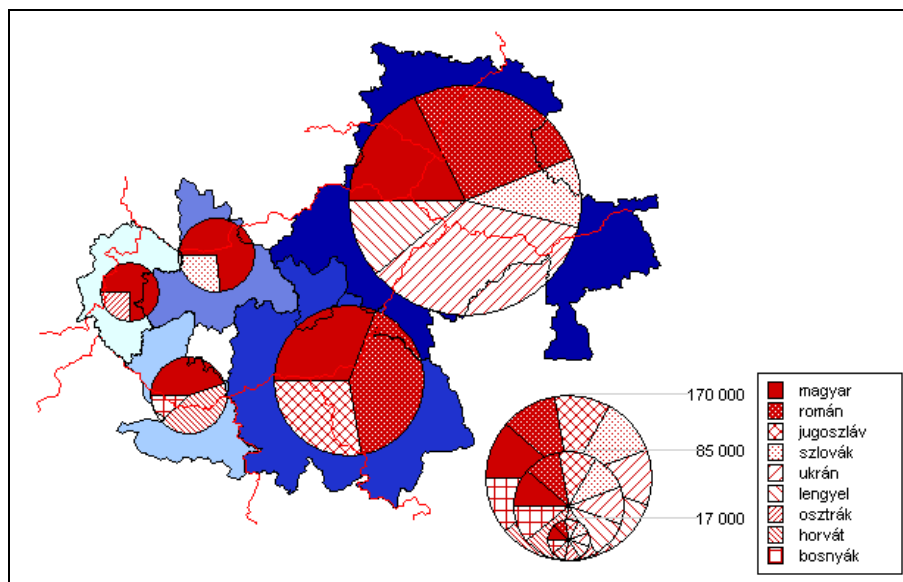 170 000
85 000
17 000
magyar
román
jugoszláv
szlovák
ukrán
lengyel
osztrák
horvát
bosnyák